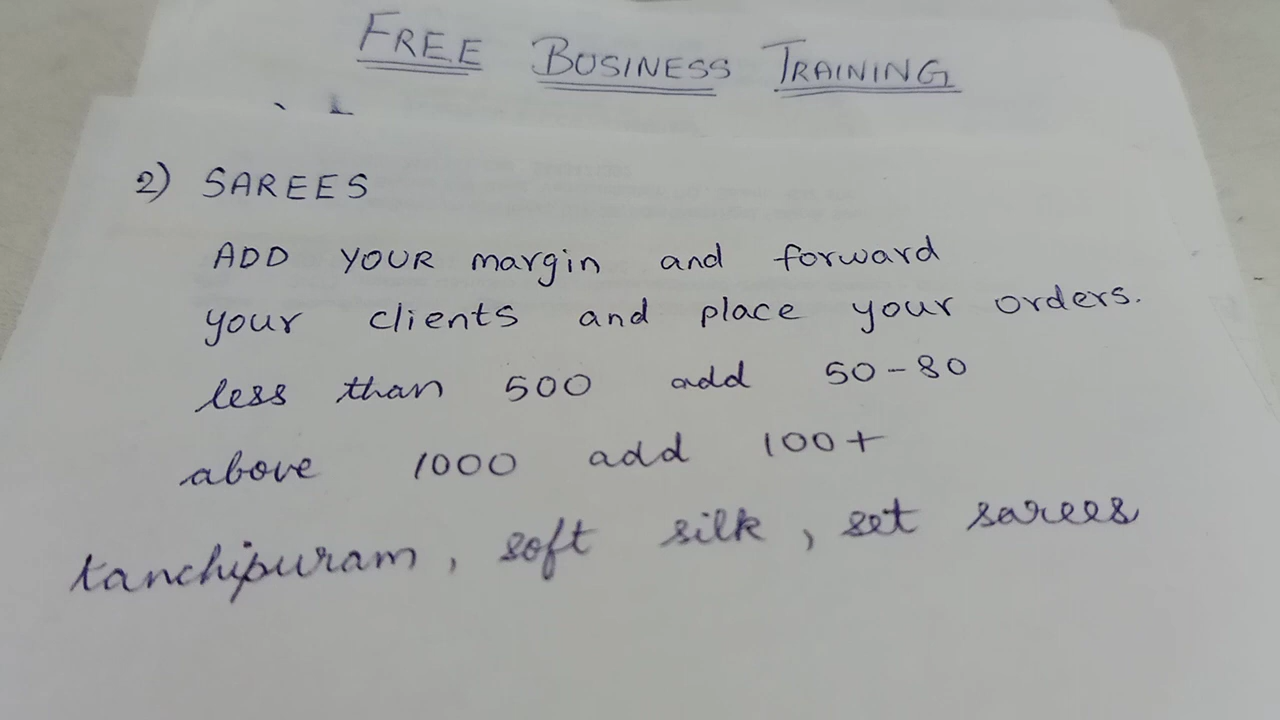 FREE BUSINESS TRAINING
2) SAREES
ADD YOUR margin and forward
your clients and place your orders.
less than 500 add 50-80
above 1000 add 100+
kanchipuram, soft silk, set sarees